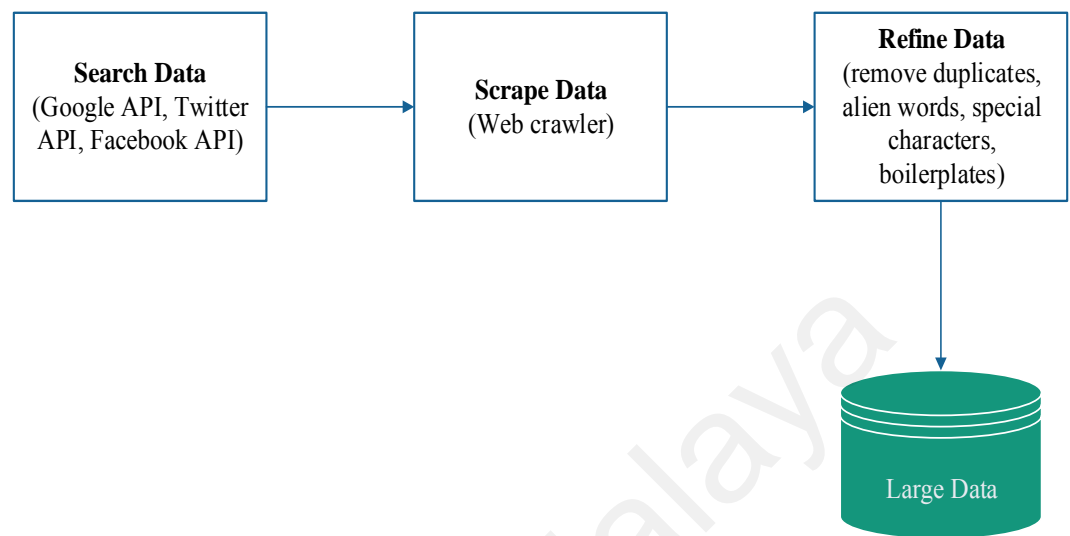 Search Data
(Google API, Twitter
API, Facebook API)
Scrape Data
(Web crawler)
Refine Data
(remove duplicates,
alien words, special
characters,
boilerplates)
Large Data
alaya